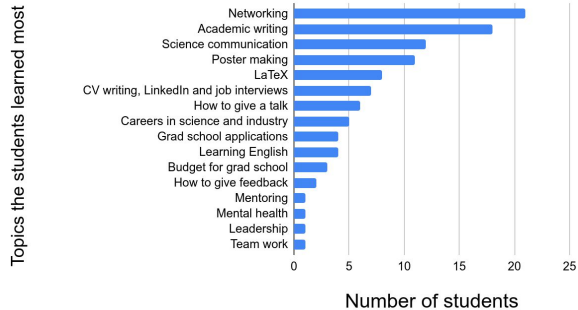 Topics the students learned most
Networking
Academic writing
Science communication
Poster making
LaTeX
CV writing, LinkedIn and job interviews
How to give a talk
Careers in science and industry
Grad school applications
Learning English
Budget for grad school
How to give feedback
Mentoring
Mental health
Leadership
Team work
0 5 10 15 20 25
Number of students